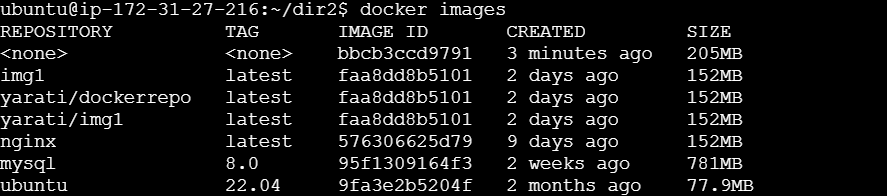 ubuntu@ip-172-31-27-216:~/dir2$ docker images
REPOSITORY TAG IMAGE ID CREATED SIZE
<none> <none> bbcb3ccd9791 3 minutes ago 205MB
img1 latest faa8dd8b5101 2 days ago 152MB
yarati/dockerrepo latest faa8dd8b5101 2 days ago 152MB
yarati/img1 latest faa8dd8b5101 2 days ago 152MB
nginx latest 576306625d79 9 days ago 152MB
mysql 8.0 95f1309164f3 2 weeks ago 781MB
ubuntu 22.04 9fa3e2b5204f 2 months ago 77.9MB